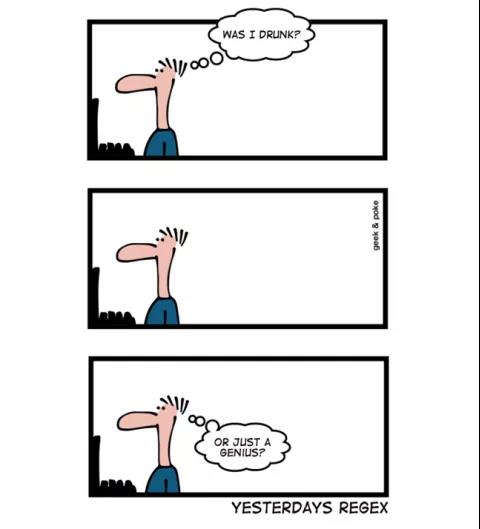 WAS I DRUNK?
geek & poke
OR JUST A
GENIUS?
YESTERDAYS REGEX